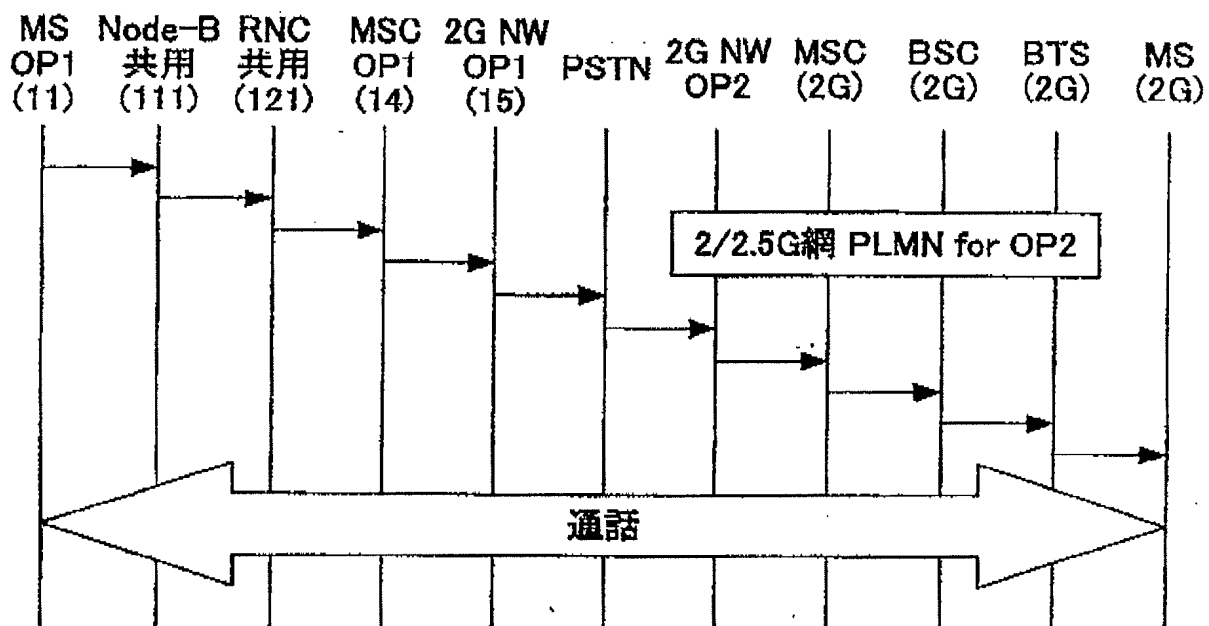 MS OP1 (11)
Node-B 共用 (111)
RNC 共用 (121)
MSC OP1 (14)
2G NW OP1 (15)
PSTN
2G NW OP2
MSC (2G)
BSC (2G)
BTS (2G)
MS (2G)
2/2.5G網 PLMN for OP2
通話